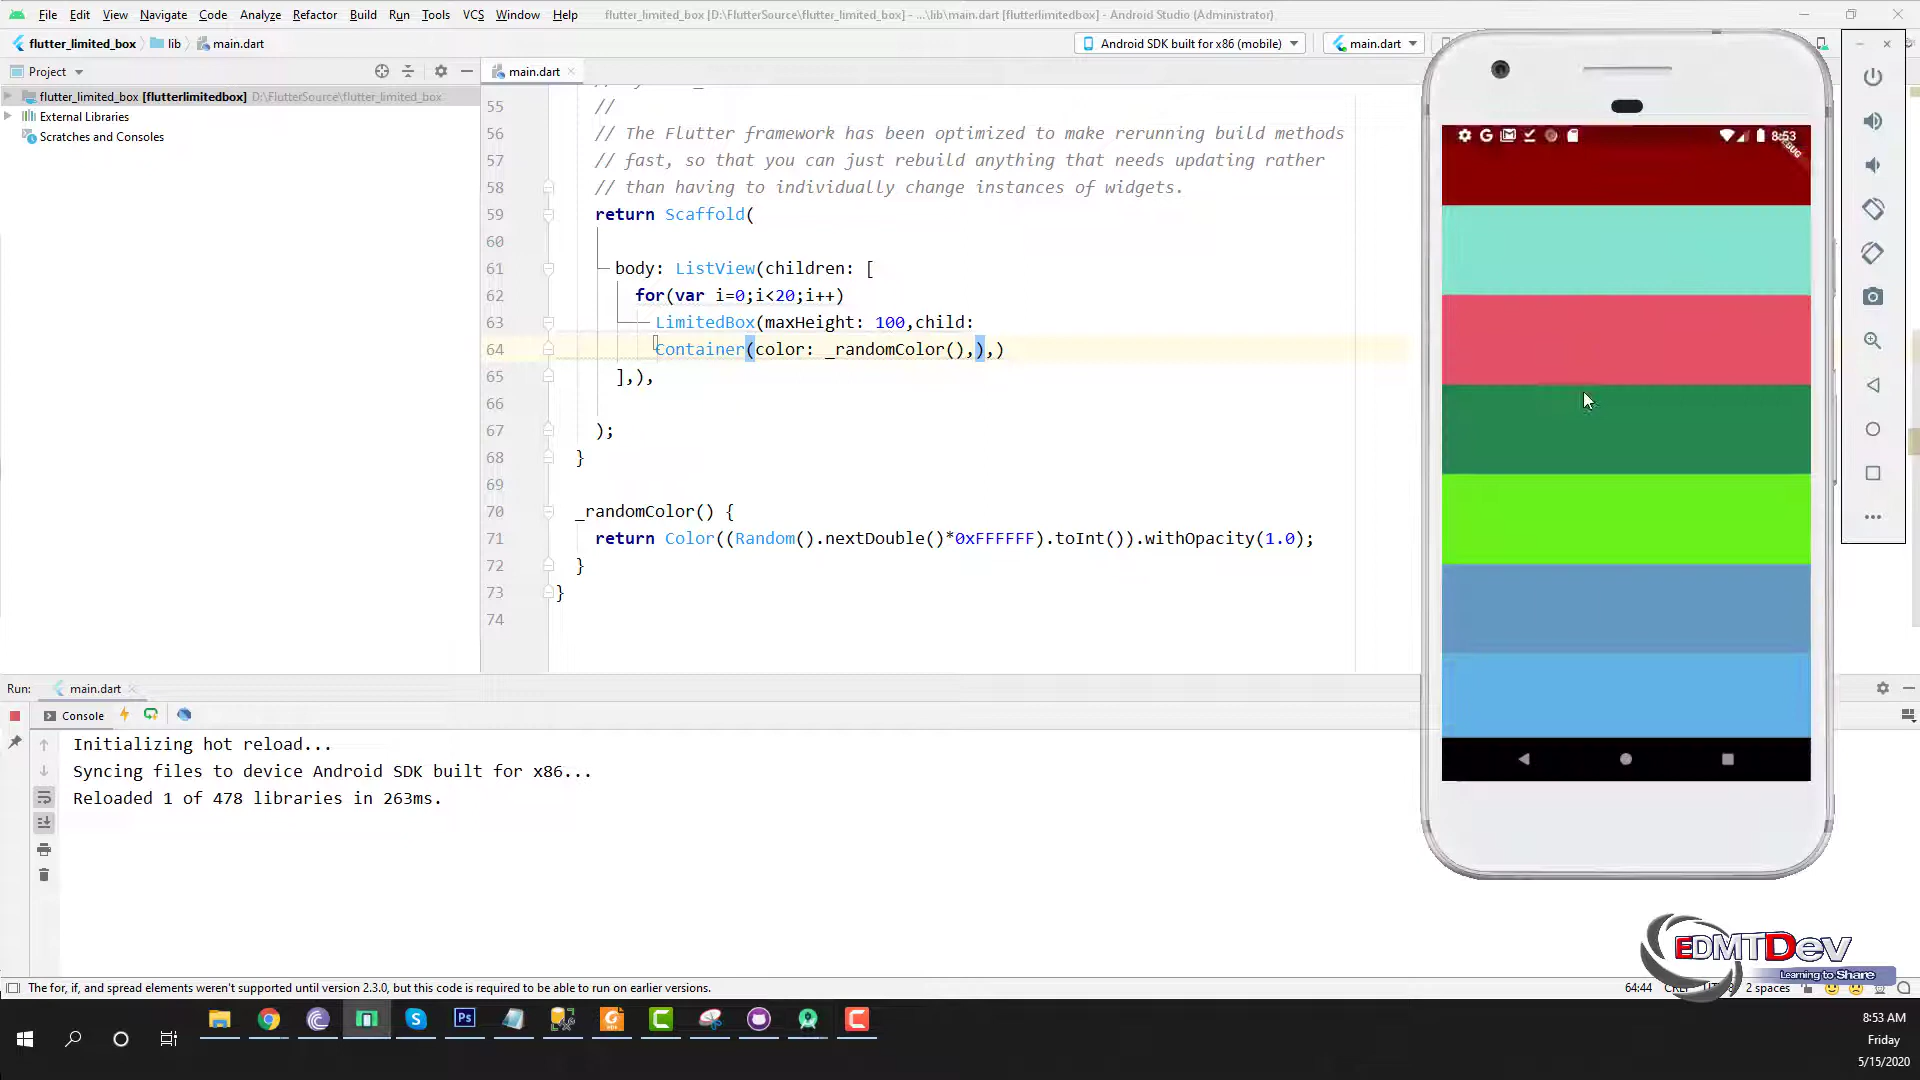 File Edit View Navigate Code Analyze Refactor Build Run Tools VCS Window Help flutter_limited_box [D:\FlutterSource\flutter_limited_box] - ...\lib\main.dart [flutterlimitedbox] - Android Studio (Administrator)
flutter_limited_box lib main.dart Android SDK built for x86 (mobile) main.dart
Project main.dart
flutter_limited_box [flutterlimitedbox] D:\FlutterSource\flutter_limited_box
External Libraries
Scratches and Consoles
55 //
56 // The Flutter framework has been optimized to make rerunning build methods
57 // fast, so that you can just rebuild anything that needs updating rather
58 // than having to individually change instances of widgets.
59 return Scaffold(
60
61 body: ListView(children: [
62 for(var i=0;i<20;i++)
63 LimitedBox(maxHeight: 100,child:
64 Container(color: _randomColor(),),)
65 ],),
66
67 );
68 }
69
70 _randomColor() {
71 return Color((Random().nextDouble()*0xFFFFFF).toInt()).withOpacity(1.0);
72 }
73 }
74
8:53
DEBUG
Run: main.dart
Console
Initializing hot reload...
Syncing files to device Android SDK built for x86...
Reloaded 1 of 478 libraries in 263ms.
EDMTDev
Learning to Share
The for, if, and spread elements weren't supported until version 2.3.0, but this code is required to be able to run on earlier versions. 64:44 2 spaces
8:53 AM
Friday
5/15/2020